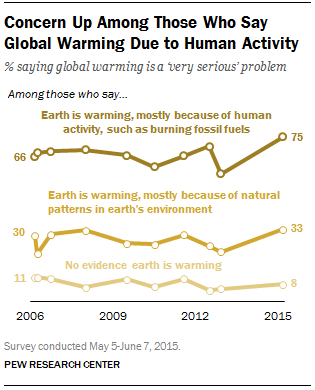 Concern Up Among Those Who Say
Global Warming Due to Human Activity
% saying global warming is a ‘very serious’ problem
Among those who say...
Earth is warming, mostly because of human
activity, such as burning fossil fuels
75
66
Earth is warming, mostly because of natural
patterns in earth's environment
30
33
No evidence earth is warming
11
8
2006 2009 2012 2015
Survey conducted May 5-June 7, 2015.
PEW RESEARCH CENTER